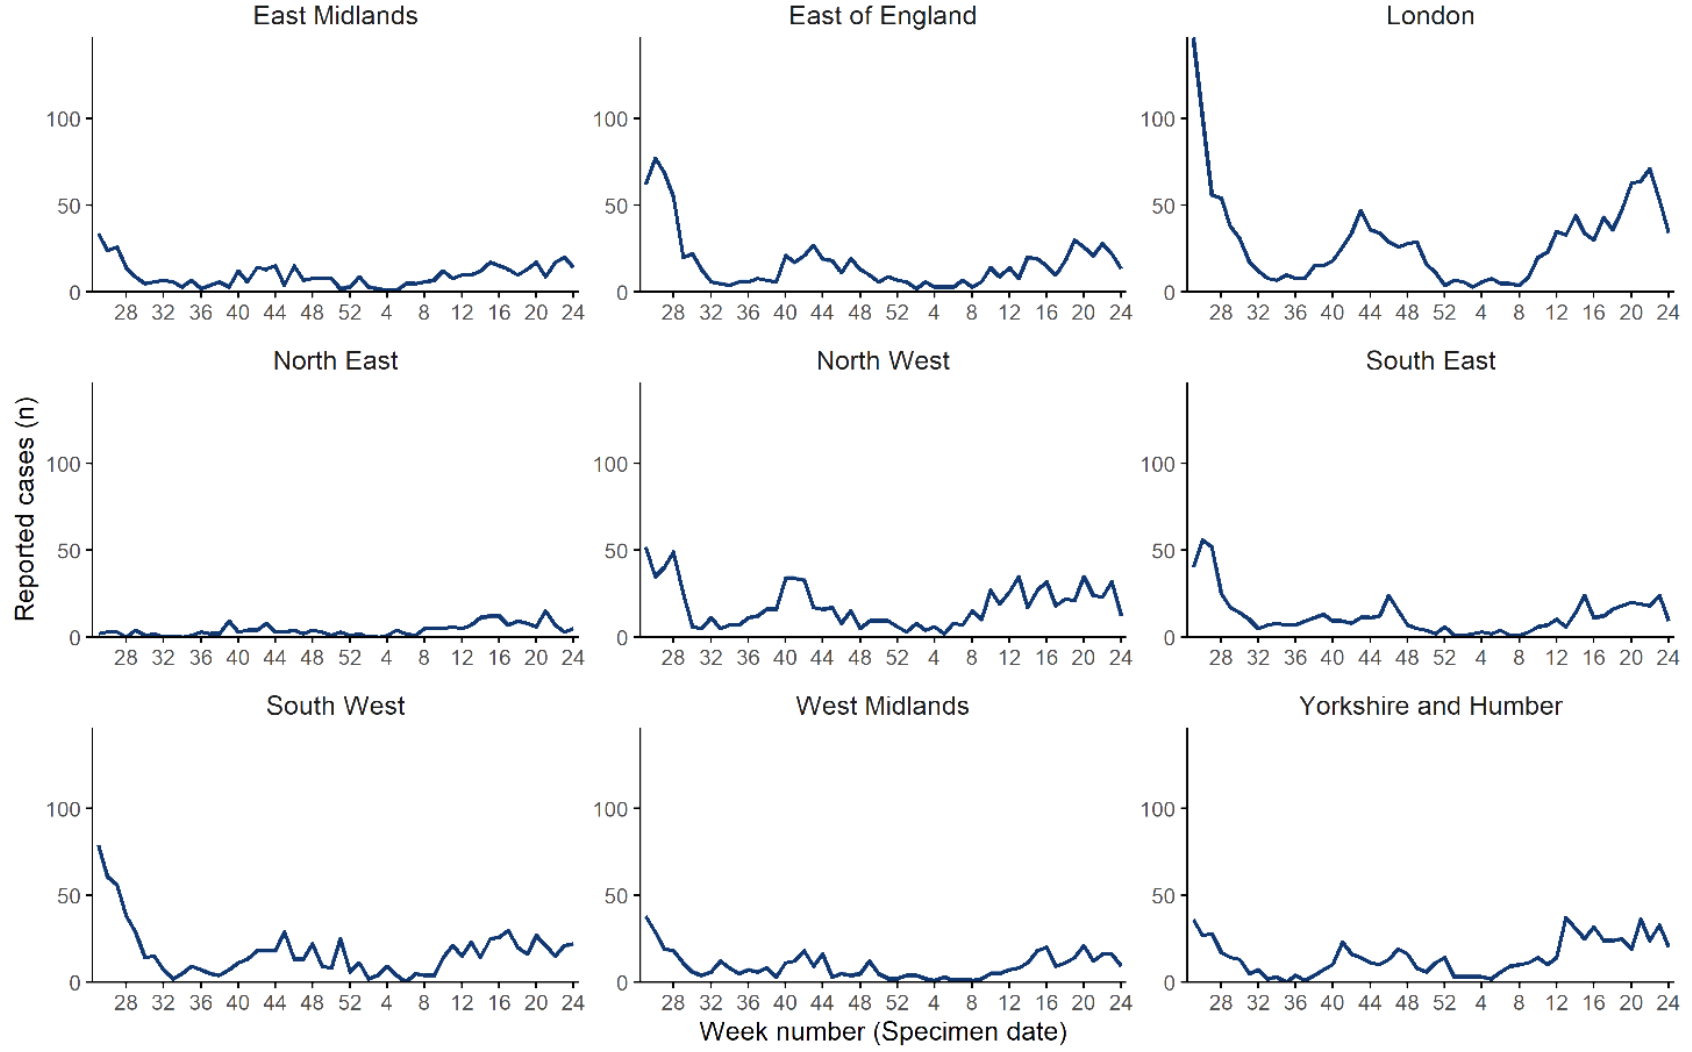 East Midlands East of England London
100 100 100
50 50 50
0 0 0
28 32 36 40 44 48 52 4 8 12 16 20 24 28 32 36 40 44 48 52 4 8 12 16 20 24 28 32 36 40 44 48 52 4 8 12 16 20 24
North East North West South East
Reported cases (n)
100 100 100
50 50 50
0 0 0
28 32 36 40 44 48 52 4 8 12 16 20 24 28 32 36 40 44 48 52 4 8 12 16 20 24 28 32 36 40 44 48 52 4 8 12 16 20 24
South West West Midlands Yorkshire and Humber
100 100 100
50 50 50
0 0 0
28 32 36 40 44 48 52 4 8 12 16 20 24 28 32 36 40 44 48 52 4 8 12 16 20 24 28 32 36 40 44 48 52 4 8 12 16 20 24
Week number (Specimen date)